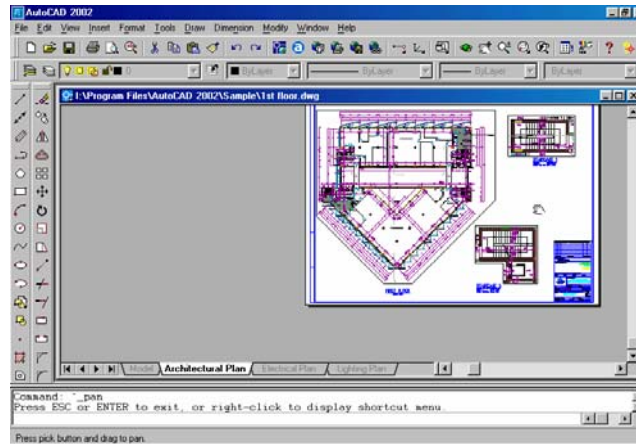 AutoCAD 2002
File Edit View Insert Format Tools Draw Dimension Modify Window Help
0 ByLayer ByLayer ByLayer ByLayer
I:\Program Files\AutoCAD 2002\Sample\1st floor.dwg
Model Architectural Plan Electrical Plan Lighting Plan
Command: '_pan
Press ESC or ENTER to exit, or right-click to display shortcut menu.
Press pick button and drag to pan.